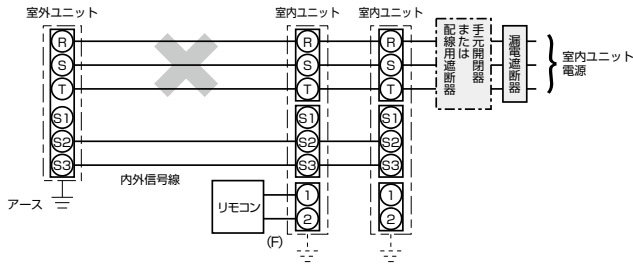 室外ユニット
室内ユニット
室内ユニット
R
S
T
S1
S2
S3
R
S
T
S1
S2
S3
1
2
R
S
T
S1
S2
S3
1
2
手元開閉器
または
配線用遮断器
漏電遮断器
室内ユニット
電源
内外信号線
アース
リモコン
(F)